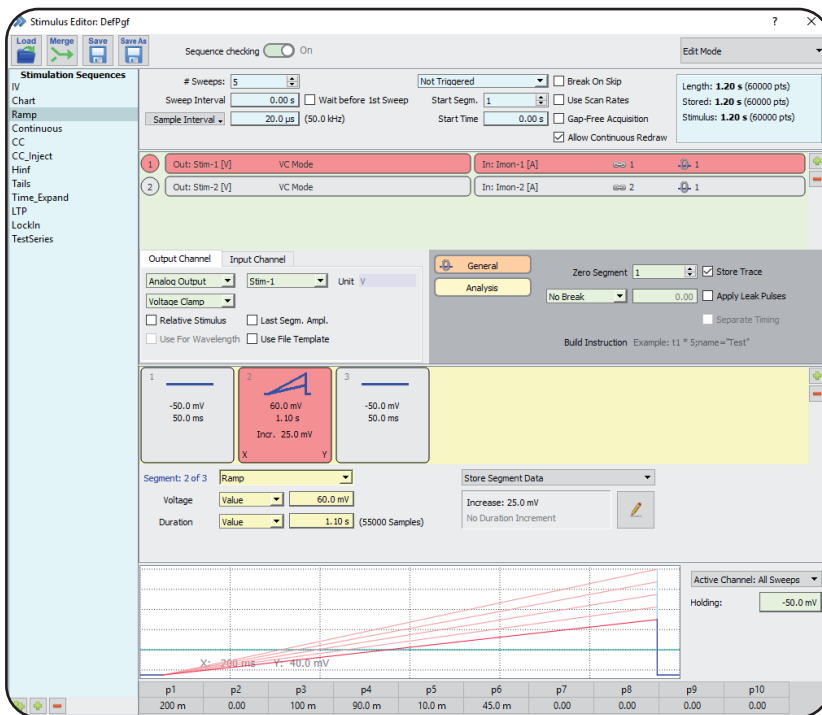 Stimulus Editor: DefPgf
?
Load Merge Save Save As
Sequence checking On
Edit Mode
Stimulation Sequences
IV
Chart
Ramp
Continuous
CC
CC_Inject
Hinf
Tails
Time_Expand
LTP
LockIn
TestSeries
# Sweeps: 5
Sweep Interval 0.00 s Wait before 1st Sweep
Sample Interval 20.0 µs (50.0 kHz)
Not Triggered
Start Segm. 1
Start Time 0.00 s
Break On Skip
Use Scan Rates
Gap-Free Acquisition
Allow Continuous Redraw
Length: 1.20 s (60000 pts)
Stored: 1.20 s (60000 pts)
Stimulus: 1.20 s (60000 pts)
1 Out: Stim-1 [V] VC Mode In: Imon-1 [A] 1 1
2 Out: Stim-2 [V] VC Mode In: Imon-2 [A] 2 1
Output Channel Input Channel
Analog Output Stim-1 Unit V
Voltage Clamp
Relative Stimulus Last Segm. Ampl.
Use For Wavelength Use File Template
General
Analysis
Zero Segment 1 Store Trace
No Break 0.00 Apply Leak Pulses
Separate Timing
Build Instruction Example: t1 * 5;name="Test"
1
-50.0 mV
50.0 ms
2
60.0 mV
1.10 s
Incr. 25.0 mV
X Y
3
-50.0 mV
50.0 ms
Segment: 2 of 3 Ramp
Voltage Value 60.0 mV
Duration Value 1.10 s (55000 Samples)
Store Segment Data
Increase: 25.0 mV
No Duration Increment
X: 200 ms Y: 40.0 mV
Active Channel: All Sweeps
Holding: -50.0 mV
p1 p2 p3 p4 p5 p6 p7 p8 p9 p10
200 m 0.00 100 m 90.0 m 10.0 m 45.0 m 0.00 0.00 0.00 0.00